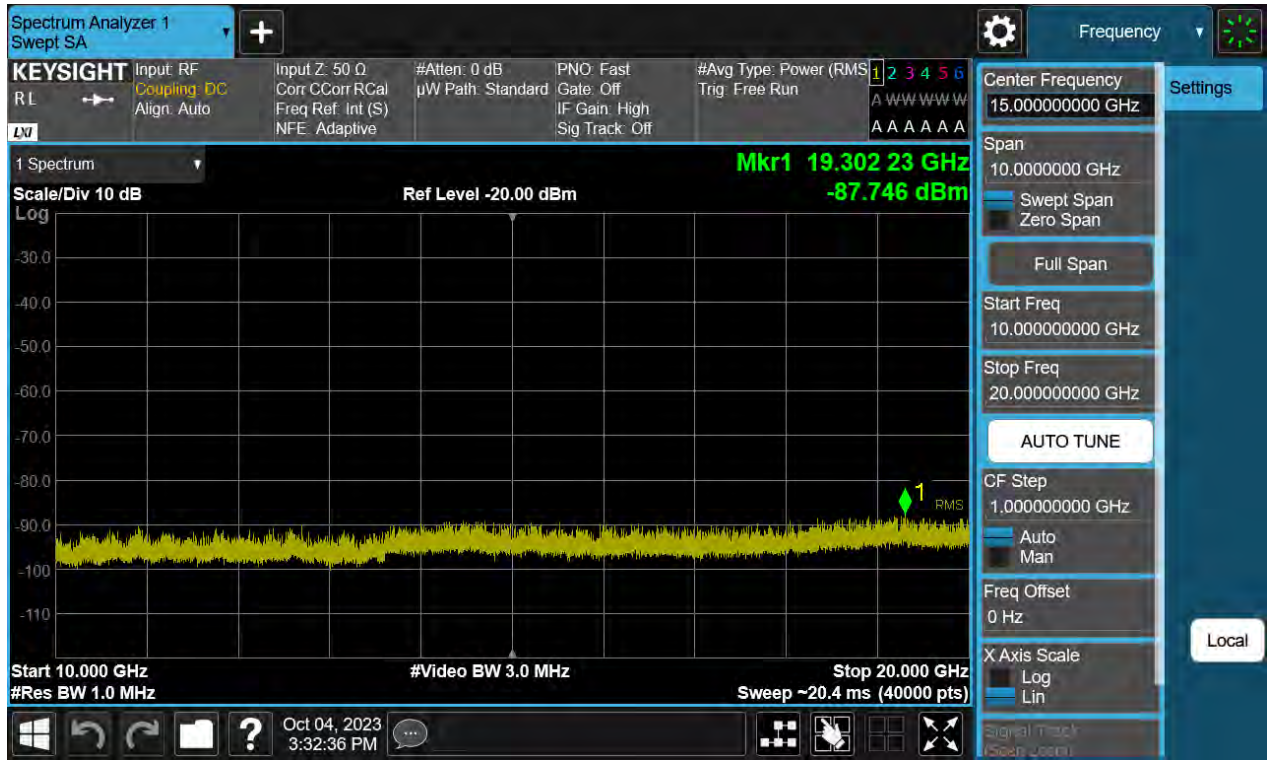 Spectrum Analyzer 1
Swept SA
+
Frequency
KEYSIGHT
RL
LXI
Input: RF
Coupling: DC
Align: Auto
Input Z: 50 Ω
Corr CCorr RCal
Freq Ref: Int (S)
NFE: Adaptive
#Atten: 0 dB
µW Path: Standard
PNO: Fast
Gate: Off
IF Gain: High
Sig Track: Off
#Avg Type: Power (RMS
Trig: Free Run
1 2 3 4 5 6
A W W W W W
A A A A A A
1 Spectrum
Scale/Div 10 dB
Ref Level -20.00 dBm
Mkr1 19.302 23 GHz
-87.746 dBm
Log
-30.0
-40.0
-50.0
-60.0
-70.0
-80.0
-90.0
-100
-110
1
RMS
Start 10.000 GHz
#Video BW 3.0 MHz
Stop 20.000 GHz
#Res BW 1.0 MHz
Sweep ~20.4 ms (40000 pts)
Center Frequency
15.000000000 GHz
Span
10.0000000 GHz
Swept Span
Zero Span
Full Span
Start Freq
10.000000000 GHz
Stop Freq
20.000000000 GHz
AUTO TUNE
CF Step
1.000000000 GHz
Auto
Man
Freq Offset
0 Hz
X Axis Scale
Log
Lin
Signal Track
(Span Zoom)
Settings
Local
?
Oct 04, 2023
3:32:36 PM